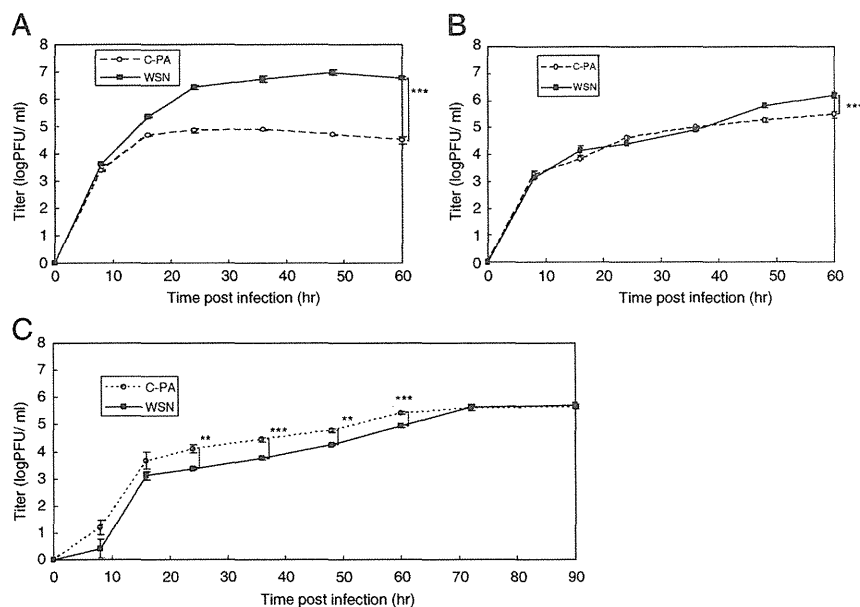 A
8
7
6
5
4
3
2
1
0
Titer (logPFU/ ml)
C-PA
WSN
***
0 10 20 30 40 50 60
Time post infection (hr)
B
8
7
6
5
4
3
2
1
0
Titer (logPFU/ ml)
C-PA
WSN
0 10 20 30 40 50 60
Time post infection (hr)
C
8
7
6
5
4
3
2
1
0
Titer (logPFU/ ml)
C-PA
WSN
** *** ** ***
0 10 20 30 40 50 60 70 80 90
Time post infection (hr)